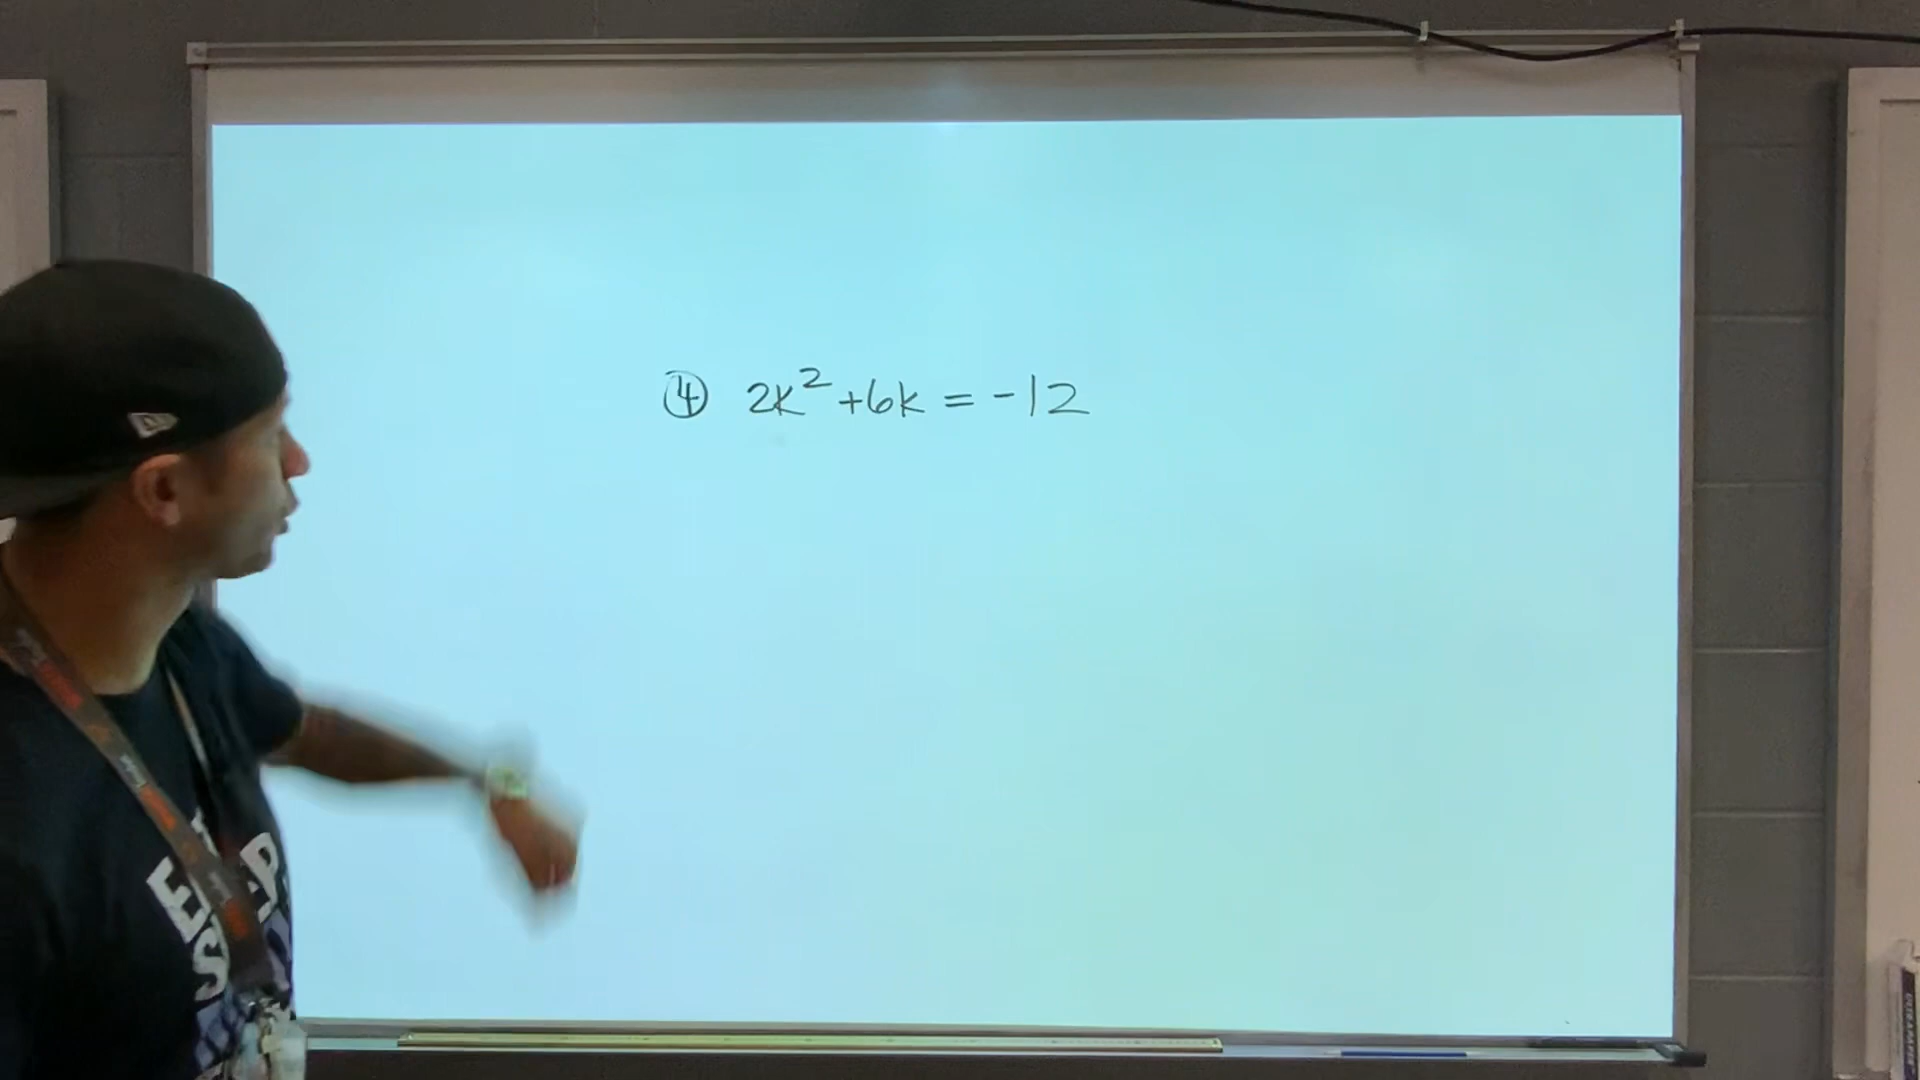 ④ 2k² + 6k = -12